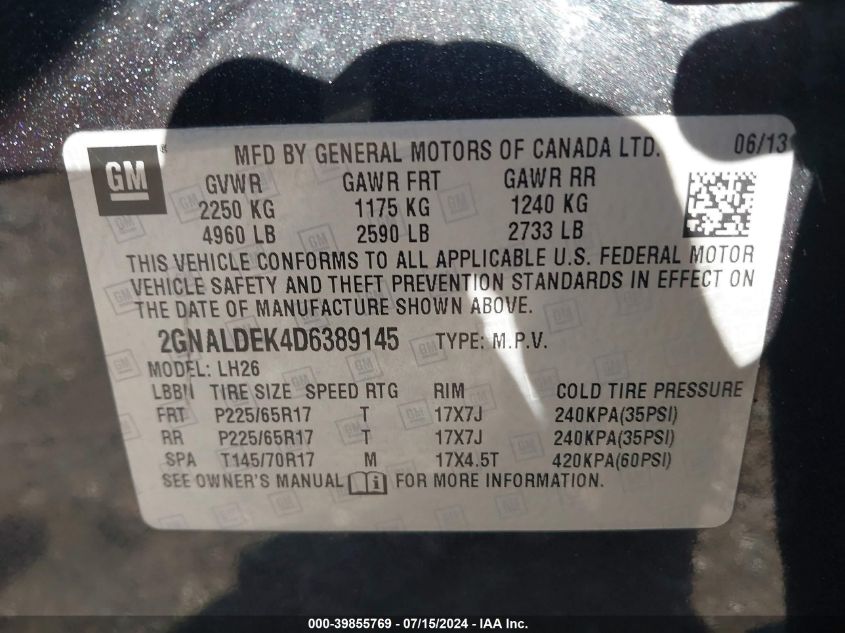 GM
MFD BY GENERAL MOTORS OF CANADA LTD. 06/13
GVWR GAWR FRT GAWR RR
2250 KG 1175 KG 1240 KG
4960 LB 2590 LB 2733 LB
THIS VEHICLE CONFORMS TO ALL APPLICABLE U.S. FEDERAL MOTOR
VEHICLE SAFETY AND THEFT PREVENTION STANDARDS IN EFFECT ON
THE DATE OF MANUFACTURE SHOWN ABOVE.
2GNALDEK4D6389145 TYPE: M.P.V.
MODEL: LH26
LBBN TIRE SIZE SPEED RTG RIM COLD TIRE PRESSURE
FRT P225/65R17 T 17X7J 240KPA(35PSI)
RR P225/65R17 T 17X7J 240KPA(35PSI)
SPA T145/70R17 M 17X4.5T 420KPA(60PSI)
SEE OWNER'S MANUAL FOR MORE INFORMATION.
000-39855769 - 07/15/2024 - IAA Inc.